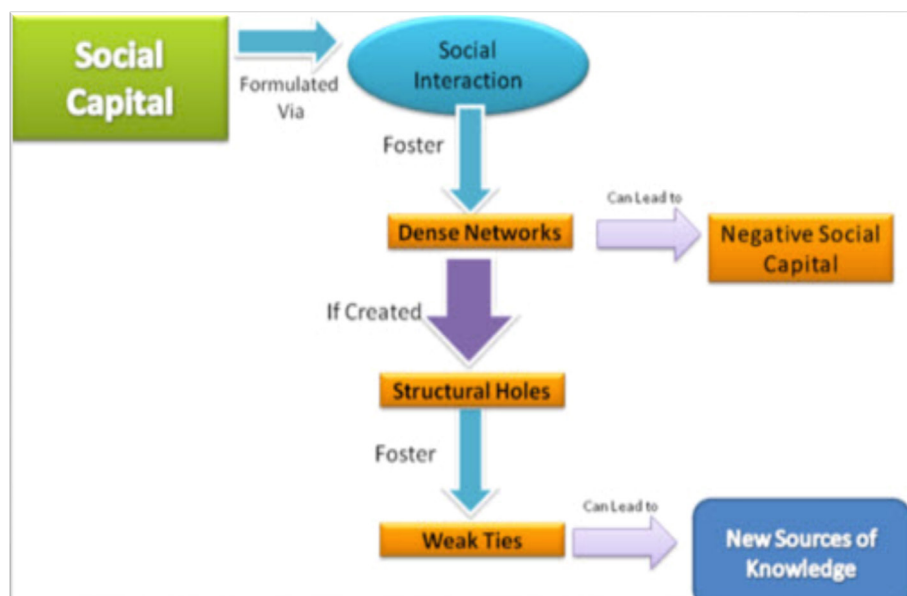 Social
Capital
Formulated
Via
Social
Interaction
Foster
Dense Networks
Can Lead to
Negative Social
Capital
If Created
Structural Holes
Foster
Weak Ties
Can Lead to
New Sources of
Knowledge